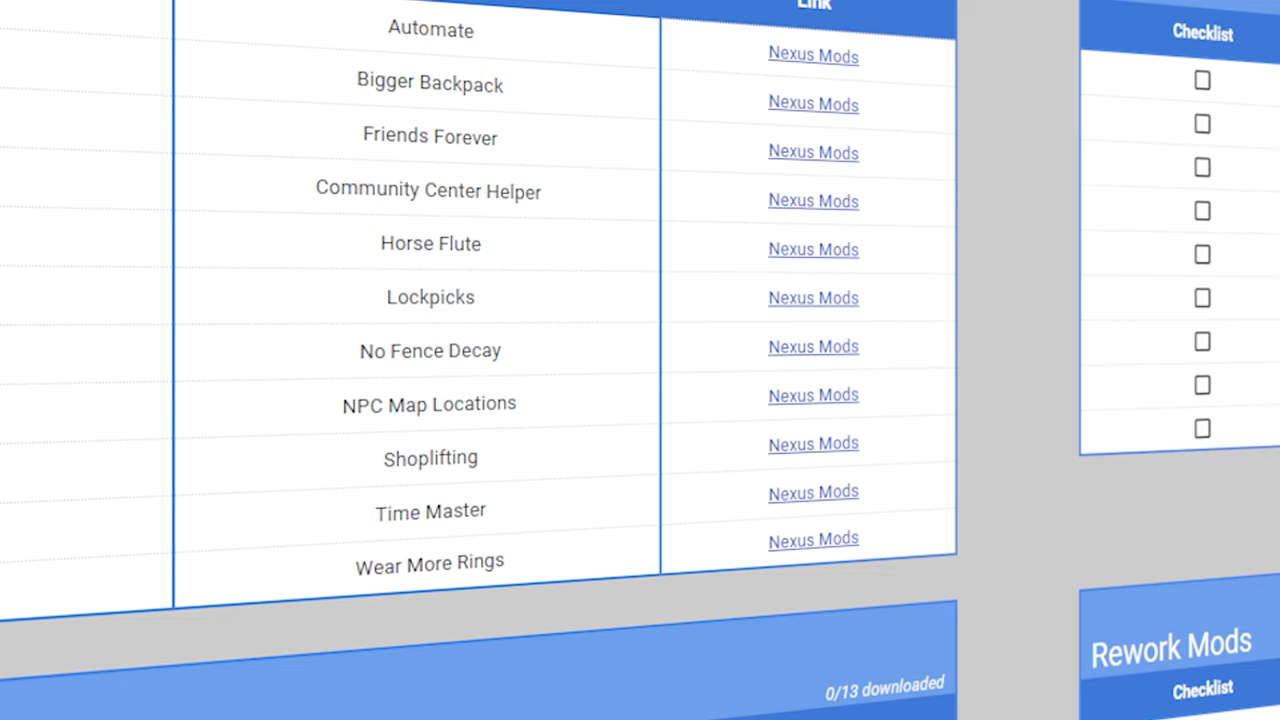 Link
Automate Nexus Mods
Bigger Backpack Nexus Mods
Friends Forever Nexus Mods
Community Center Helper Nexus Mods
Horse Flute Nexus Mods
Lockpicks Nexus Mods
No Fence Decay Nexus Mods
NPC Map Locations Nexus Mods
Shoplifting Nexus Mods
Time Master Nexus Mods
Wear More Rings Nexus Mods
0/13 downloaded
Checklist
Rework Mods
Checklist